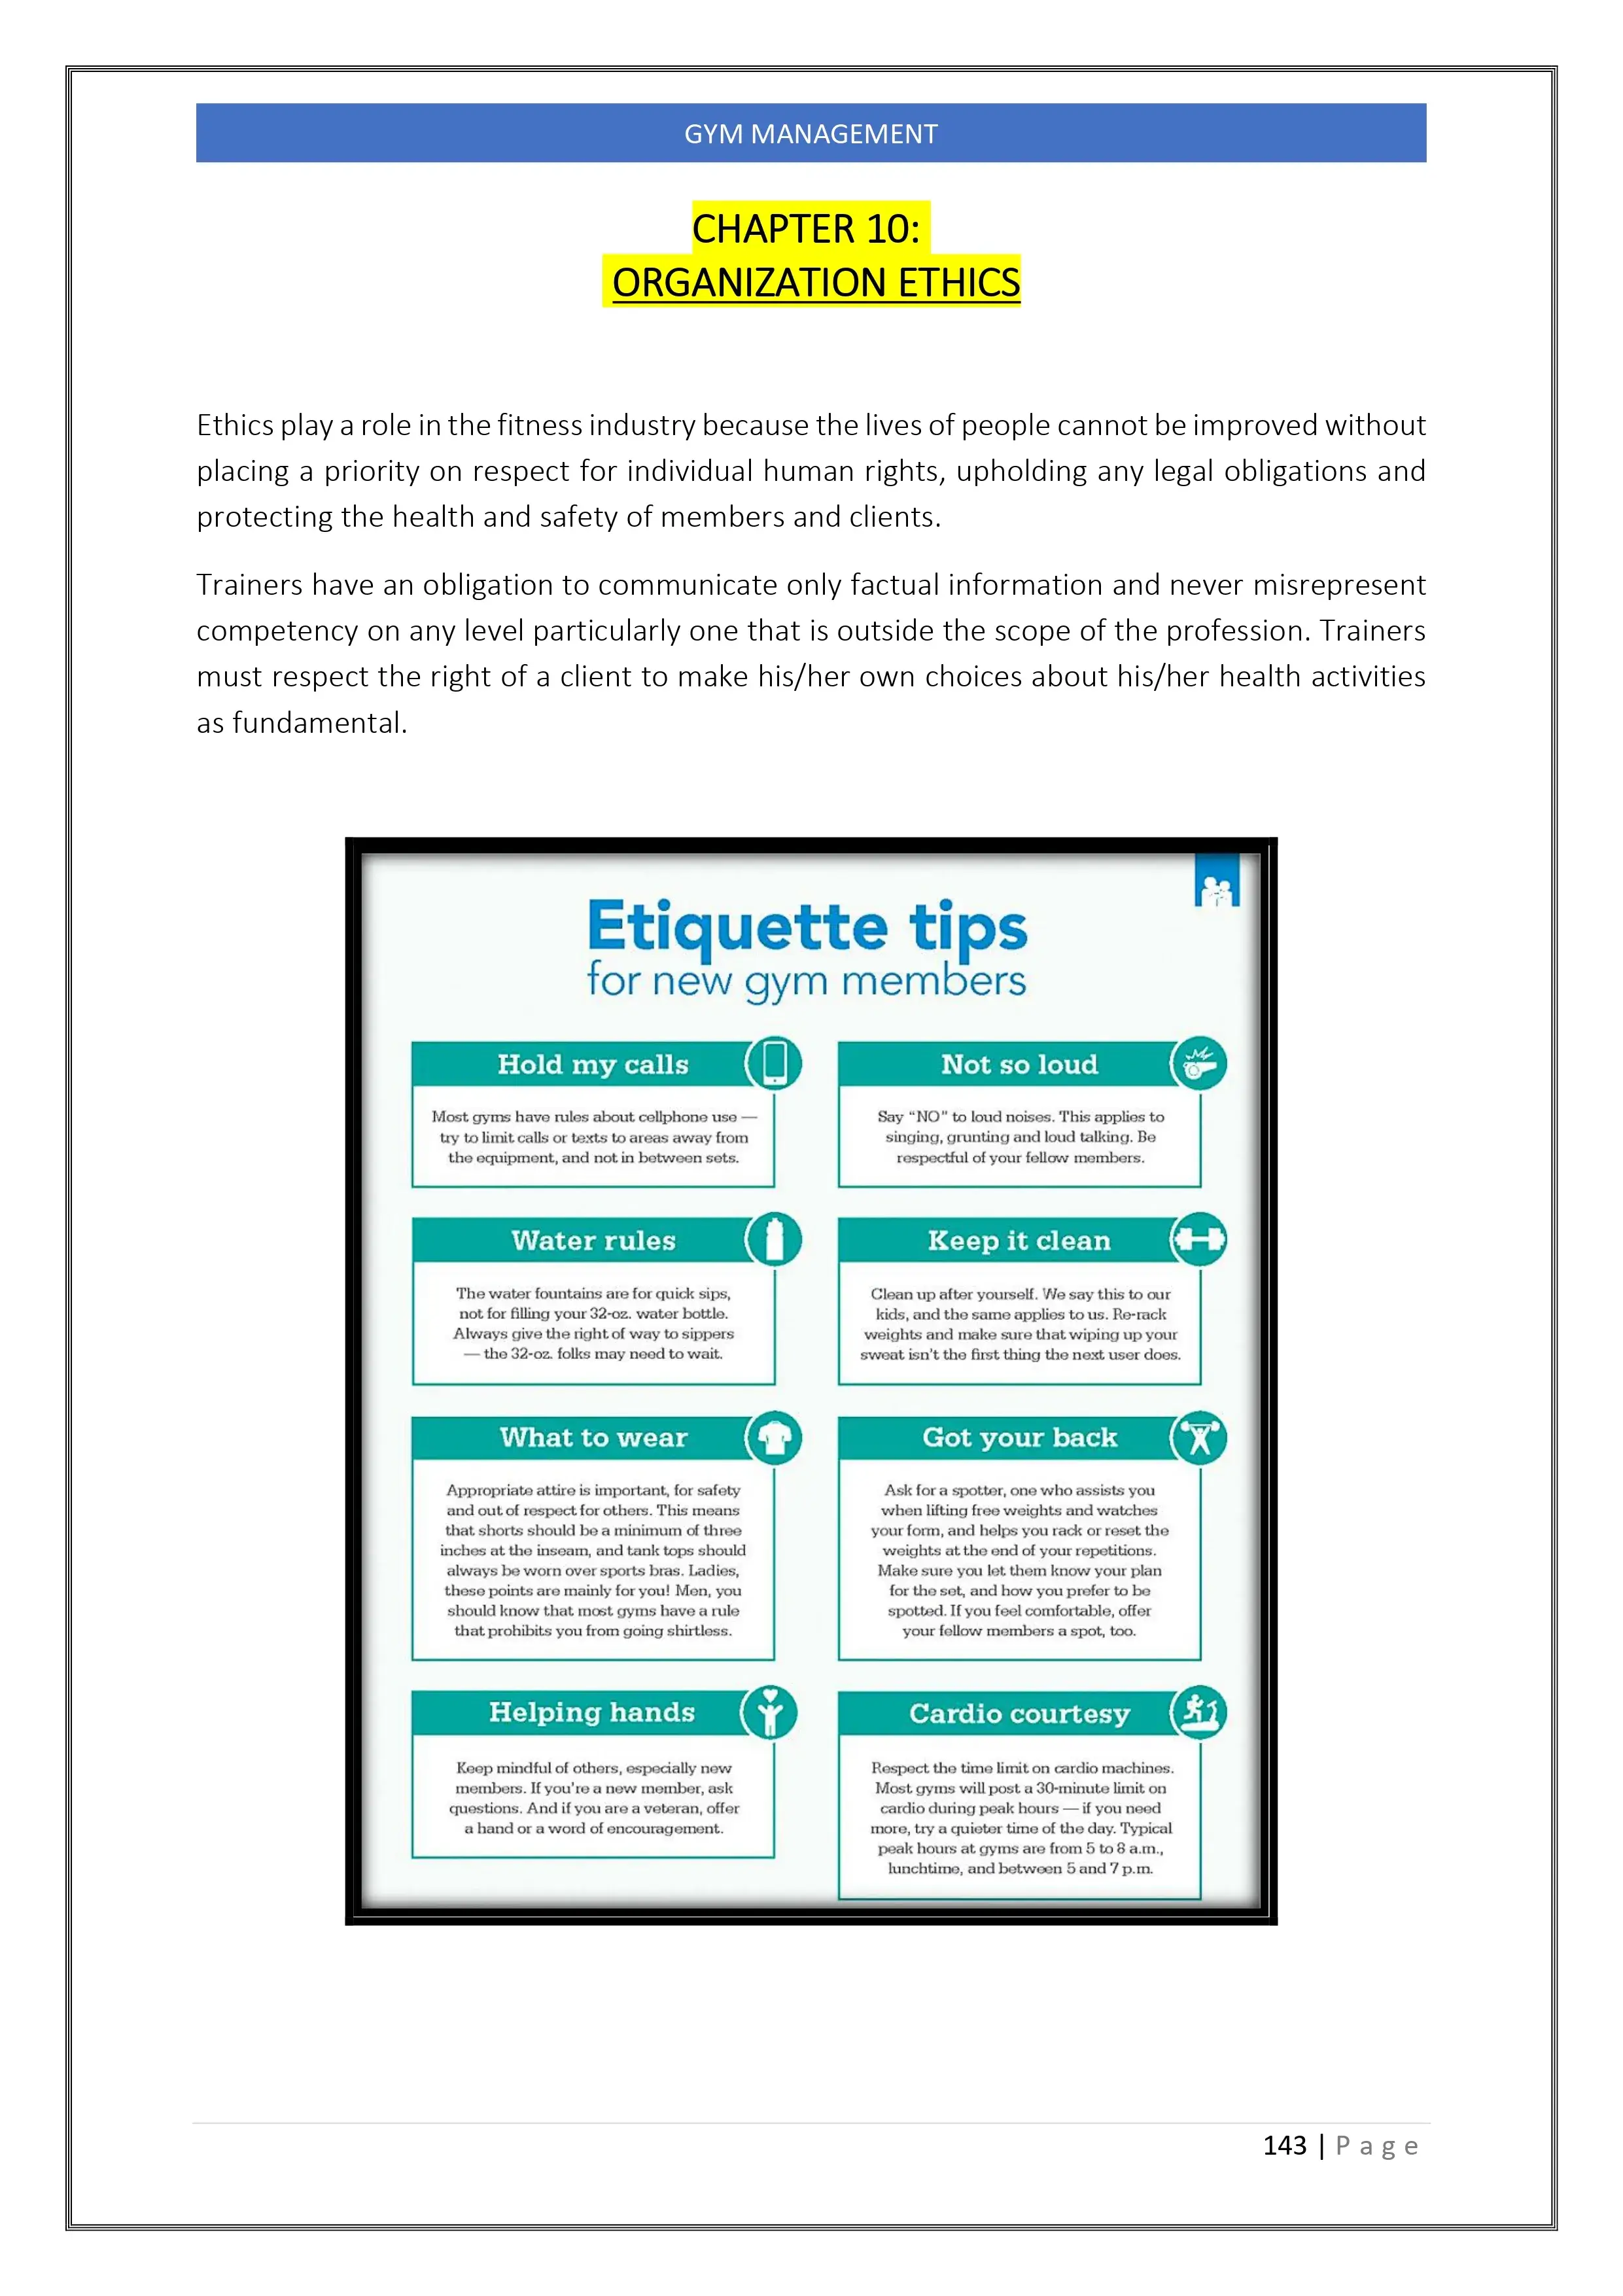 GYM MANAGEMENT
CHAPTER 10:
ORGANIZATION ETHICS
Ethics play a role in the fitness industry because the lives of people cannot be improved without
placing a priority on respect for individual human rights, upholding any legal obligations and
protecting the health and safety of members and clients.
Trainers have an obligation to communicate only factual information and never misrepresent
competency on any level particularly one that is outside the scope of the profession. Trainers
must respect the right of a client to make his/her own choices about his/her health activities
as fundamental.
Etiquette tips
for new gym members
Hold my calls
Most gyms have rules about cellphone use —
try to limit calls or texts to areas away from
the equipment, and not in between sets.
Not so loud
Say “NO” to loud noises. This applies to
singing, grunting and loud talking. Be
respectful of your fellow members.
Water rules
The water fountains are for quick sips,
not for filling your 32-oz. water bottle.
Always give the right of way to sippers
— the 32-oz. folks may need to wait.
Keep it clean
Clean up after yourself. We say this to our
kids, and the same applies to us. Re-rack
weights and make sure that wiping up your
sweat isn't the first thing the next user does.
What to wear
Appropriate attire is important, for safety
and out of respect for others. This means
that shorts should be a minimum of three
inches at the inseam, and tank tops should
always be worn over sports bras. Ladies,
these points are mainly for you! Men, you
should know that most gyms have a rule
that prohibits you from going shirtless.
Got your back
Ask for a spotter, one who assists you
when lifting free weights and watches
your form, and helps you rack or reset the
weights at the end of your repetitions.
Make sure you let them know your plan
for the set, and how you prefer to be
spotted. If you feel comfortable, offer
your fellow members a spot, too.
Helping hands
Keep mindful of others, especially new
members. If you're a new member, ask
questions. And if you are a veteran, offer
a hand or a word of encouragement.
Cardio courtesy
Respect the time limit on cardio machines.
Most gyms will post a 30-minute limit on
cardio during peak hours — if you need
more, try a quieter time of the day. Typical
peak hours at gyms are from 5 to 8 a.m.,
lunchtime, and between 5 and 7 p.m.
143 | Page